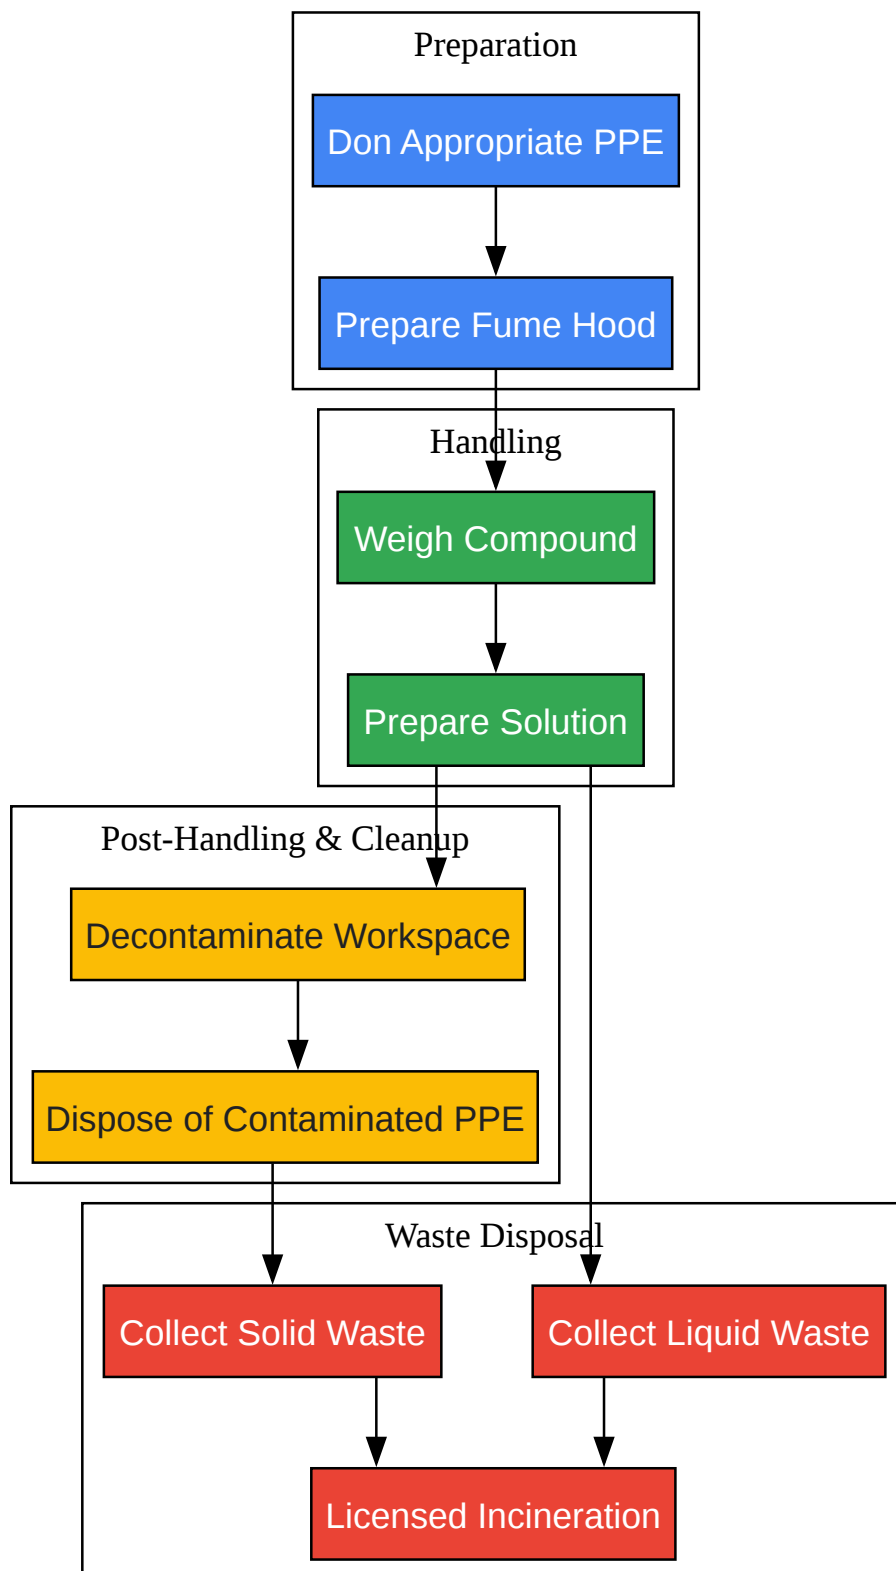 Preparation
Don Appropriate PPE
Prepare Fume Hood
Handling
Weigh Compound
Prepare Solution
Post-Handling & Cleanup
Decontaminate Workspace
Dispose of Contaminated PPE
Waste Disposal
Collect Solid Waste
Collect Liquid Waste
Licensed Incineration